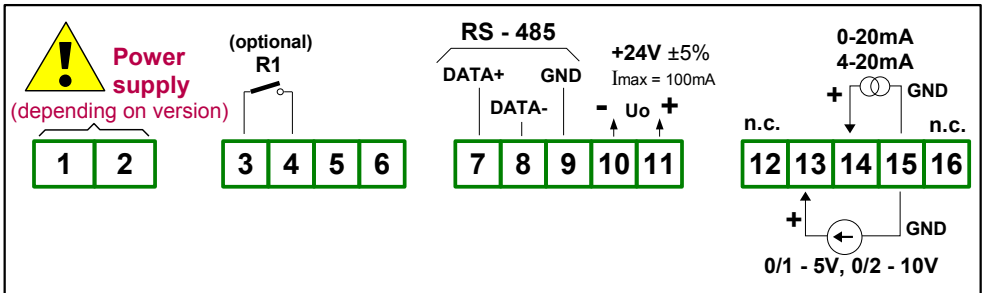 Power
supply
(depending on version)
1 2
(optional)
R1
3 4 5 6
RS - 485
DATA+ GND
DATA-
+24V ±5%
Imax = 100mA
- Uo +
7 8 9 10 11
0-20mA
4-20mA
+ GND
n.c. n.c.
12 13 14 15 16
+ GND
0/1 - 5V, 0/2 - 10V